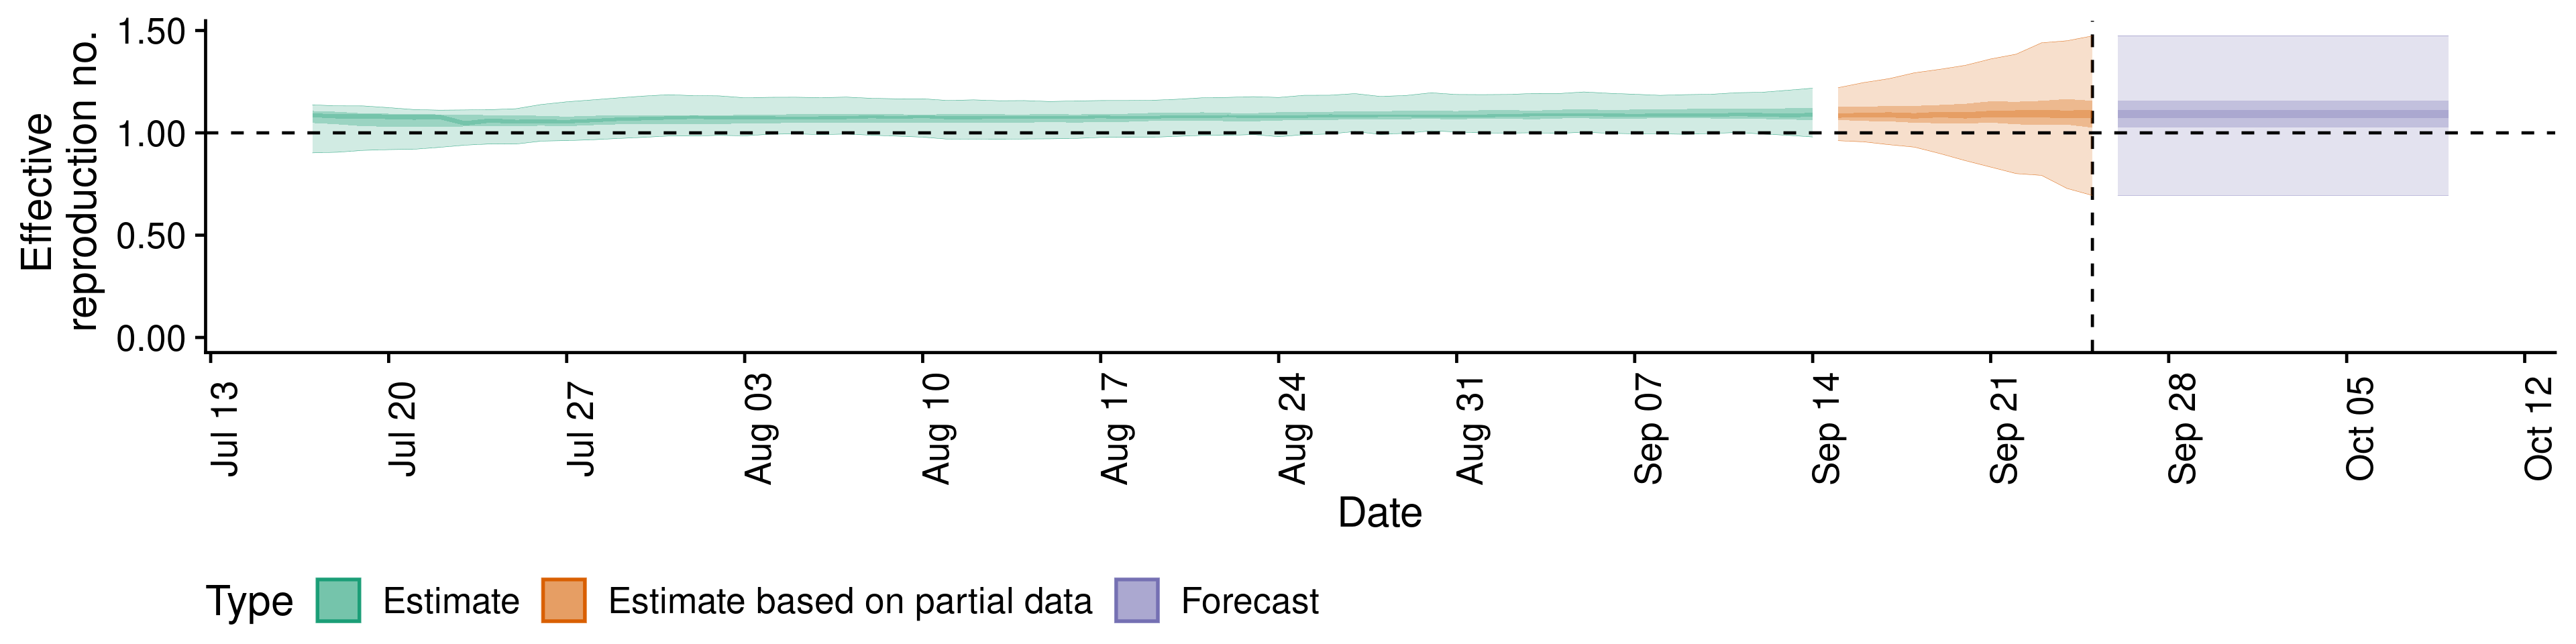 Effective
reproduction no.
1.50
1.00
0.50
0.00
Jul 13
Jul 20
Jul 27
Aug 03
Aug 10
Aug 17
Aug 24
Aug 31
Sep 07
Sep 14
Sep 21
Sep 28
Oct 05
Oct 12
Date
Type Estimate Estimate based on partial data Forecast